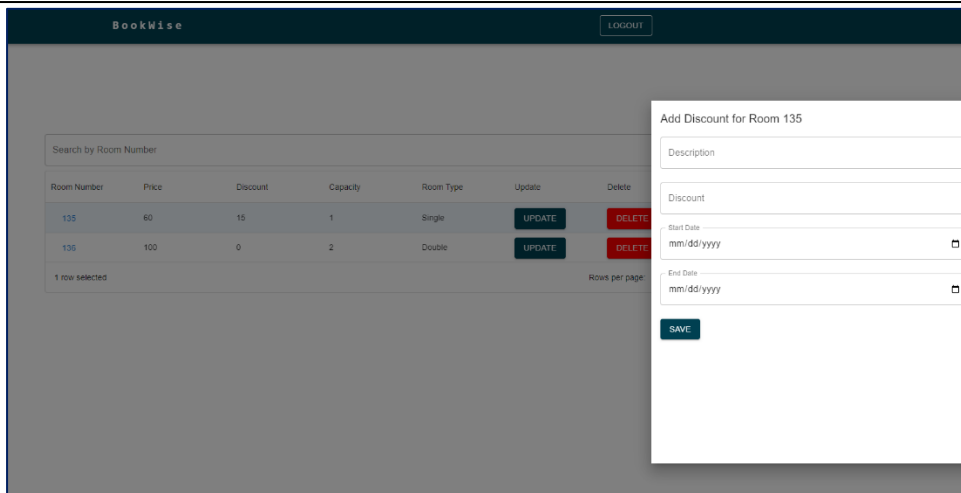 BookWise LOGOUT
Search by Room Number
Room Number Price Discount Capacity Room Type Update Delete
135 60 15 1 Single UPDATE DELETE
136 100 0 2 Double UPDATE DELETE
1 row selected Rows per page:
Add Discount for Room 135
Description
Discount
Start Date
mm/dd/yyyy
End Date
mm/dd/yyyy
SAVE